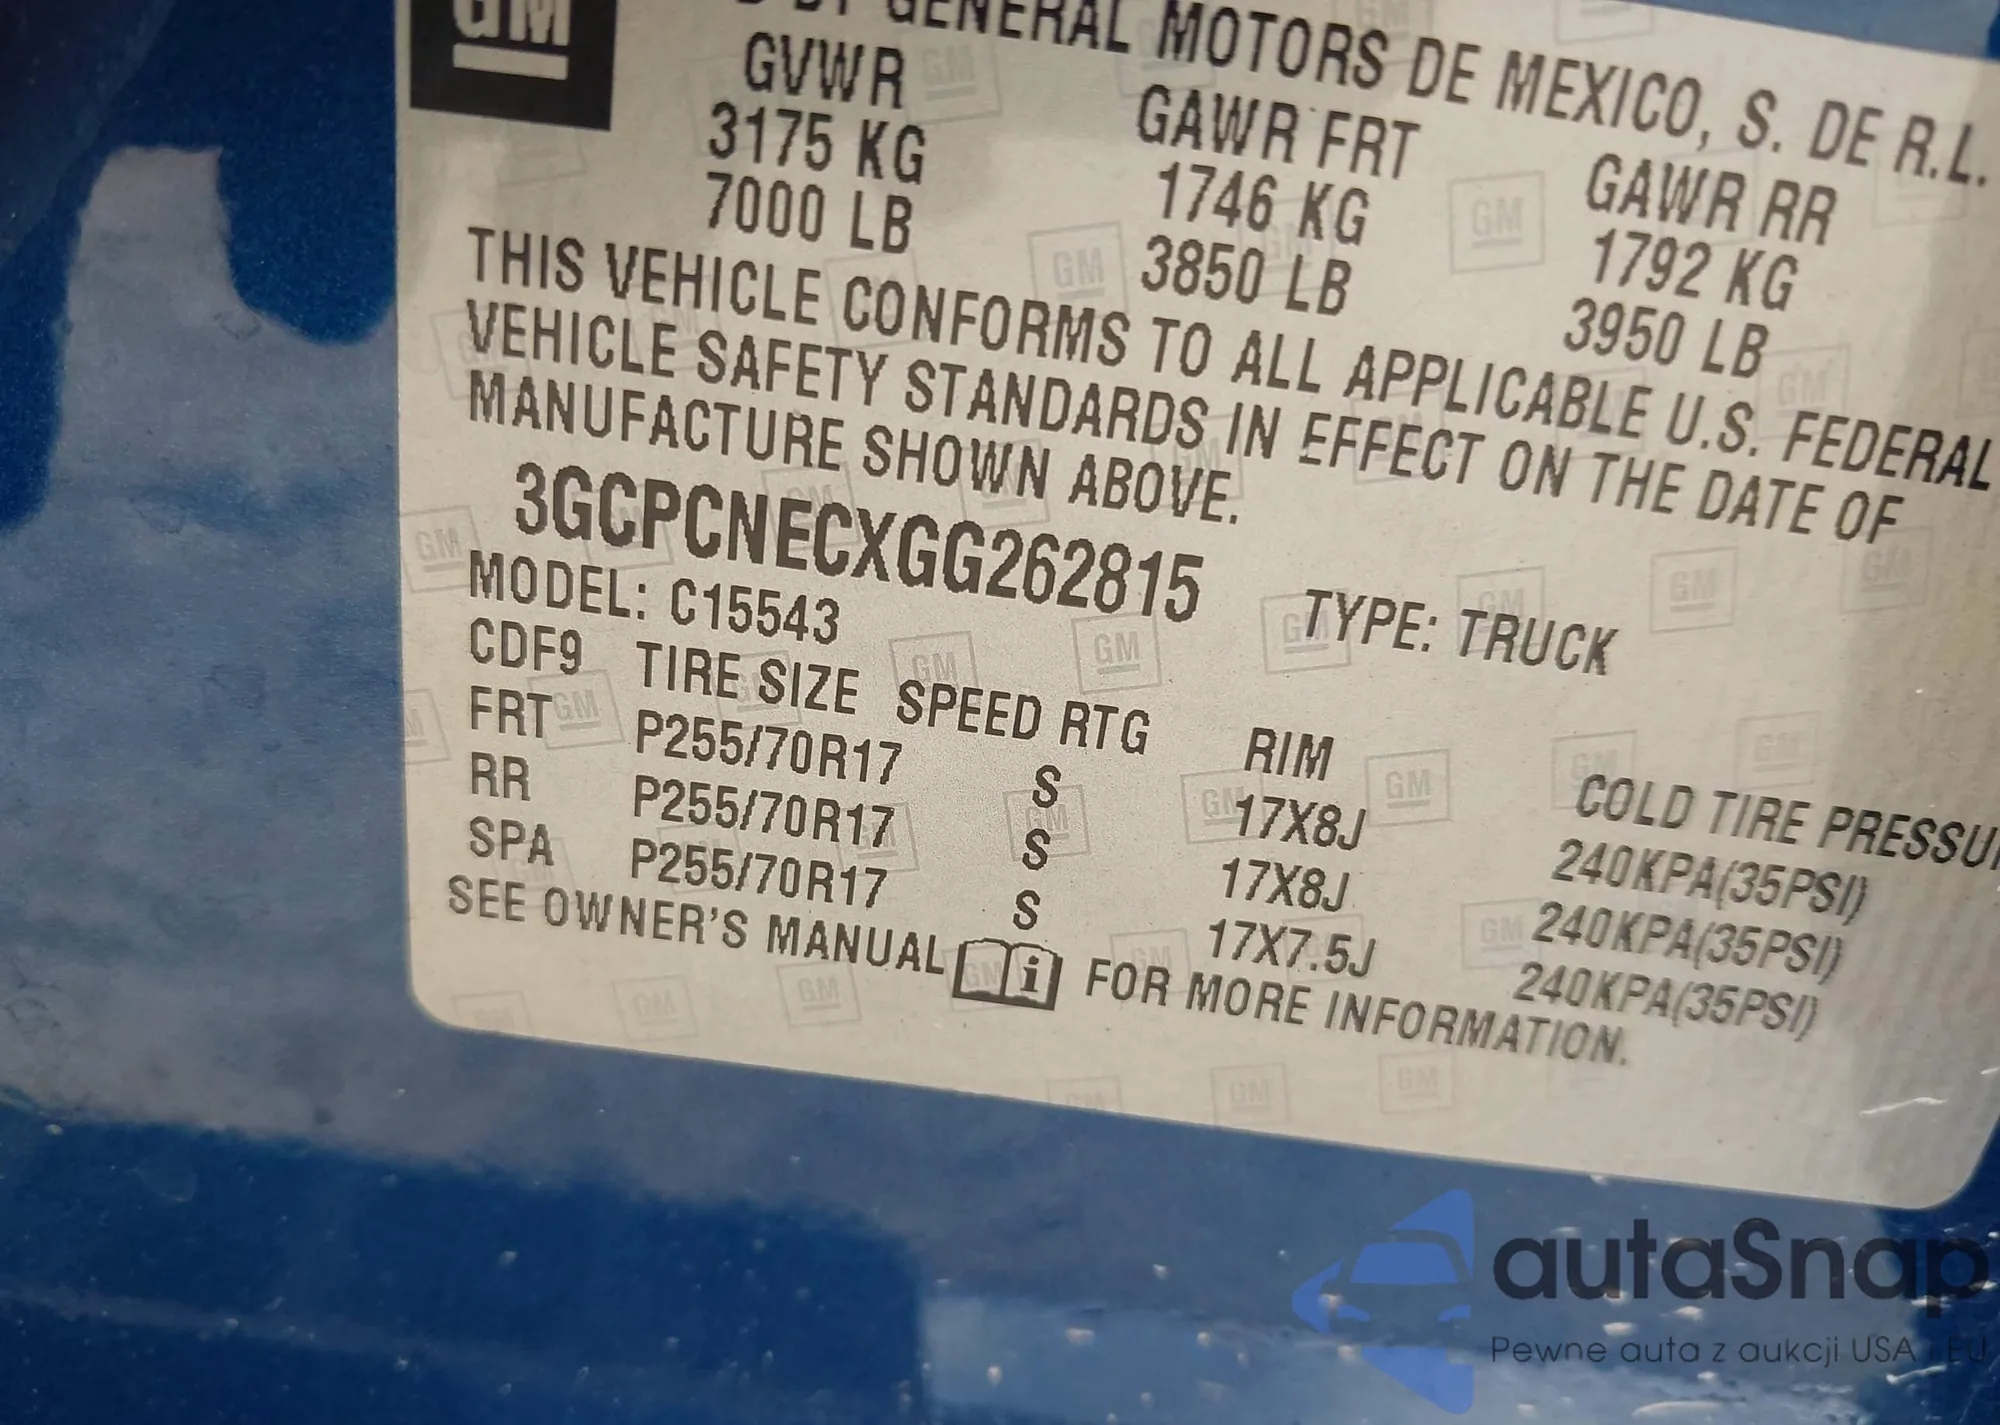 GM
BY GENERAL MOTORS DE MEXICO, S. DE R.L.
GVWR GAWR FRT GAWR RR
3175 KG 1746 KG 1792 KG
7000 LB 3850 LB 3950 LB
THIS VEHICLE CONFORMS TO ALL APPLICABLE U.S. FEDERAL
VEHICLE SAFETY STANDARDS IN EFFECT ON THE DATE OF
MANUFACTURE SHOWN ABOVE.
3GCPCNECXGG262815 TYPE: TRUCK
MODEL: C15543
CDF9 TIRE SIZE SPEED RTG RIM COLD TIRE PRESSU
FRT P255/70R17 S 17X8J 240KPA(35PSI)
RR P255/70R17 S 17X8J 240KPA(35PSI)
SPA P255/70R17 S 17X7.5J 240KPA(35PSI)
SEE OWNER'S MANUAL i FOR MORE INFORMATION.
autaSnap
Pewne auta z aukcji USA i EU